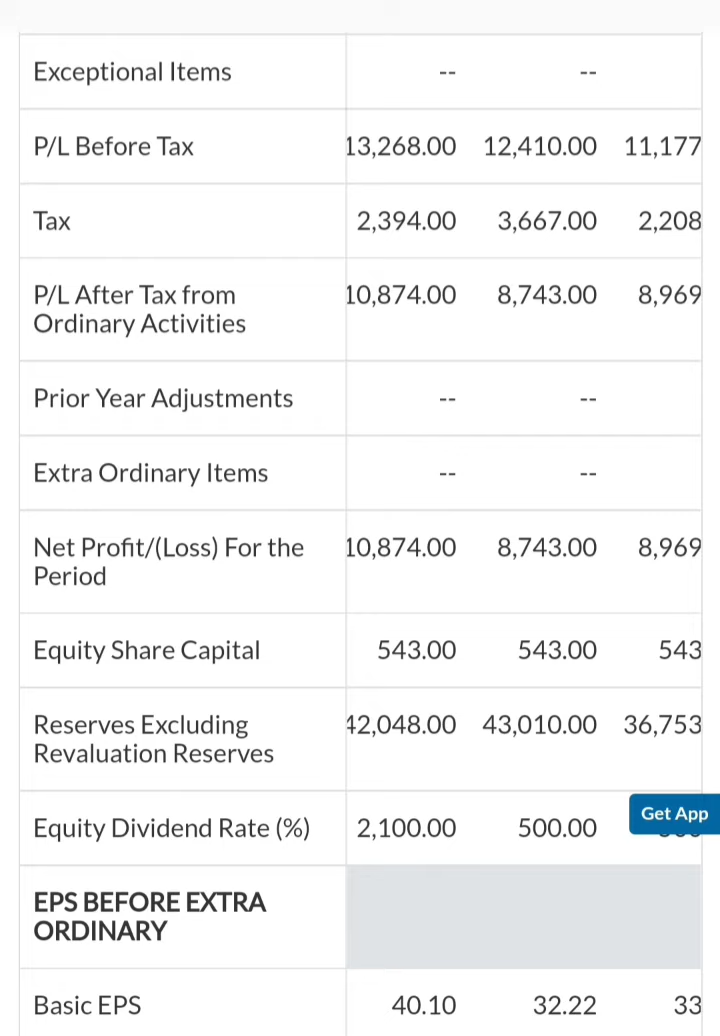 Exceptional Items -- --
P/L Before Tax 13,268.00 12,410.00 11,177
Tax 2,394.00 3,667.00 2,208
P/L After Tax from 10,874.00 8,743.00 8,969
Ordinary Activities
Prior Year Adjustments -- --
Extra Ordinary Items -- --
Net Profit/(Loss) For the 10,874.00 8,743.00 8,969
Period
Equity Share Capital 543.00 543.00 543
Reserves Excluding 42,048.00 43,010.00 36,753
Revaluation Reserves
Get App
Equity Dividend Rate (%) 2,100.00 500.00
EPS BEFORE EXTRA
ORDINARY
Basic EPS 40.10 32.22 33